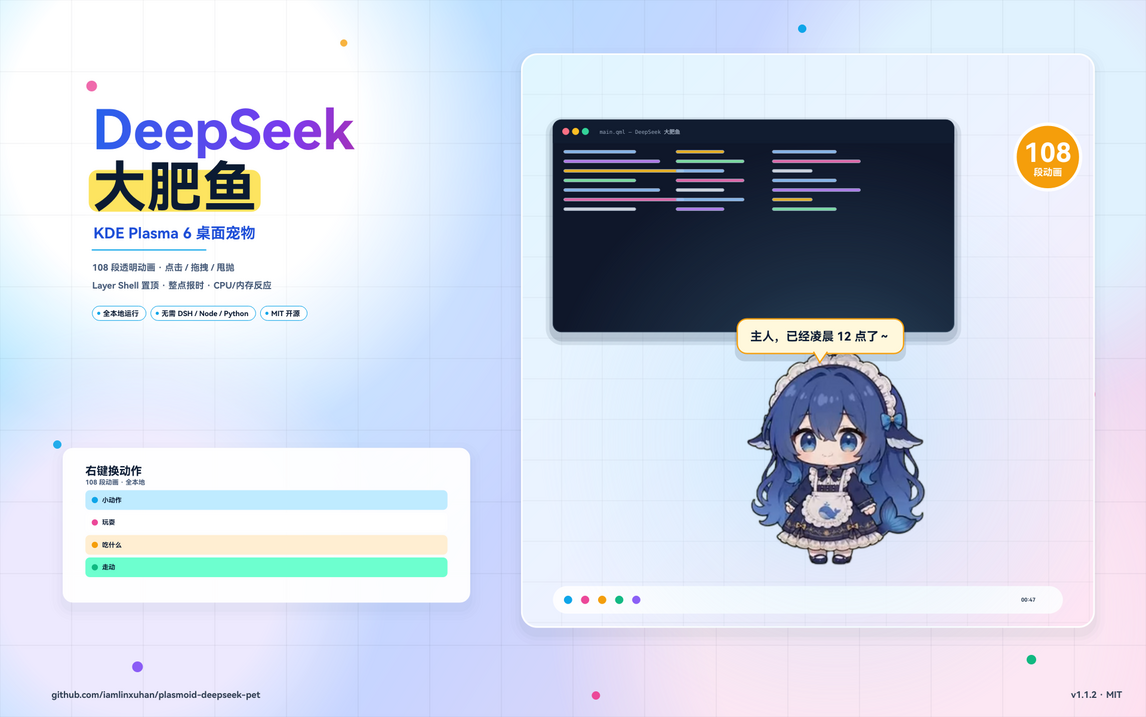 DeepSeek
大肥鱼
KDE Plasma 6 桌面宠物
108 段透明动画 · 点击 / 拖拽 / 甩抛
Layer Shell 置顶 · 整点报时 · CPU/内存反应
全本地运行
无需 DSH / Node / Python
MIT 开源
右键换动作
108 段动画 · 全本地
小动作
玩耍
吃什么
走动
main.qml — DeepSeek 大肥鱼
108
段动画
主人，已经凌晨 12 点了 ~
00:47
github.com/iamlinxuhan/plasmoid-deepseek-pet
v1.1.2 · MIT